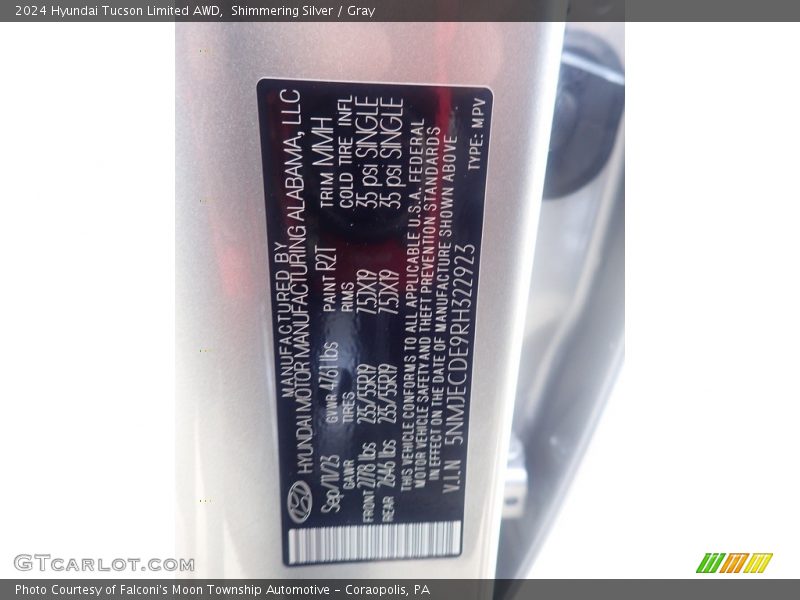 2024 Hyundai Tucson Limited AWD,  Shimmering Silver / Gray
MANUFACTURED BY
HYUNDAI MOTOR MANUFACTURING ALABAMA, LLC
Sep/11/23 GVWR 4761 lbs PAINT R2T TRIM MMH
GAWR TIRES RIMS COLD TIRE INFL
FRONT 2778 lbs 235/55R19 7.5JX19 35 psi SINGLE
REAR 2646 lbs 235/55R19 7.5JX19 35 psi SINGLE
THIS VEHICLE CONFORMS TO ALL APPLICABLE U.S.A. FEDERAL
MOTOR VEHICLE SAFETY AND THEFT PREVENTION STANDARDS
IN EFFECT ON THE DATE OF MANUFACTURE SHOWN ABOVE
V.I.N 5NMJECDE9RH322923 TYPE: MPV
GTCarLot.com
Photo Courtesy of Falconi's Moon Township Automotive – Coraopolis, PA